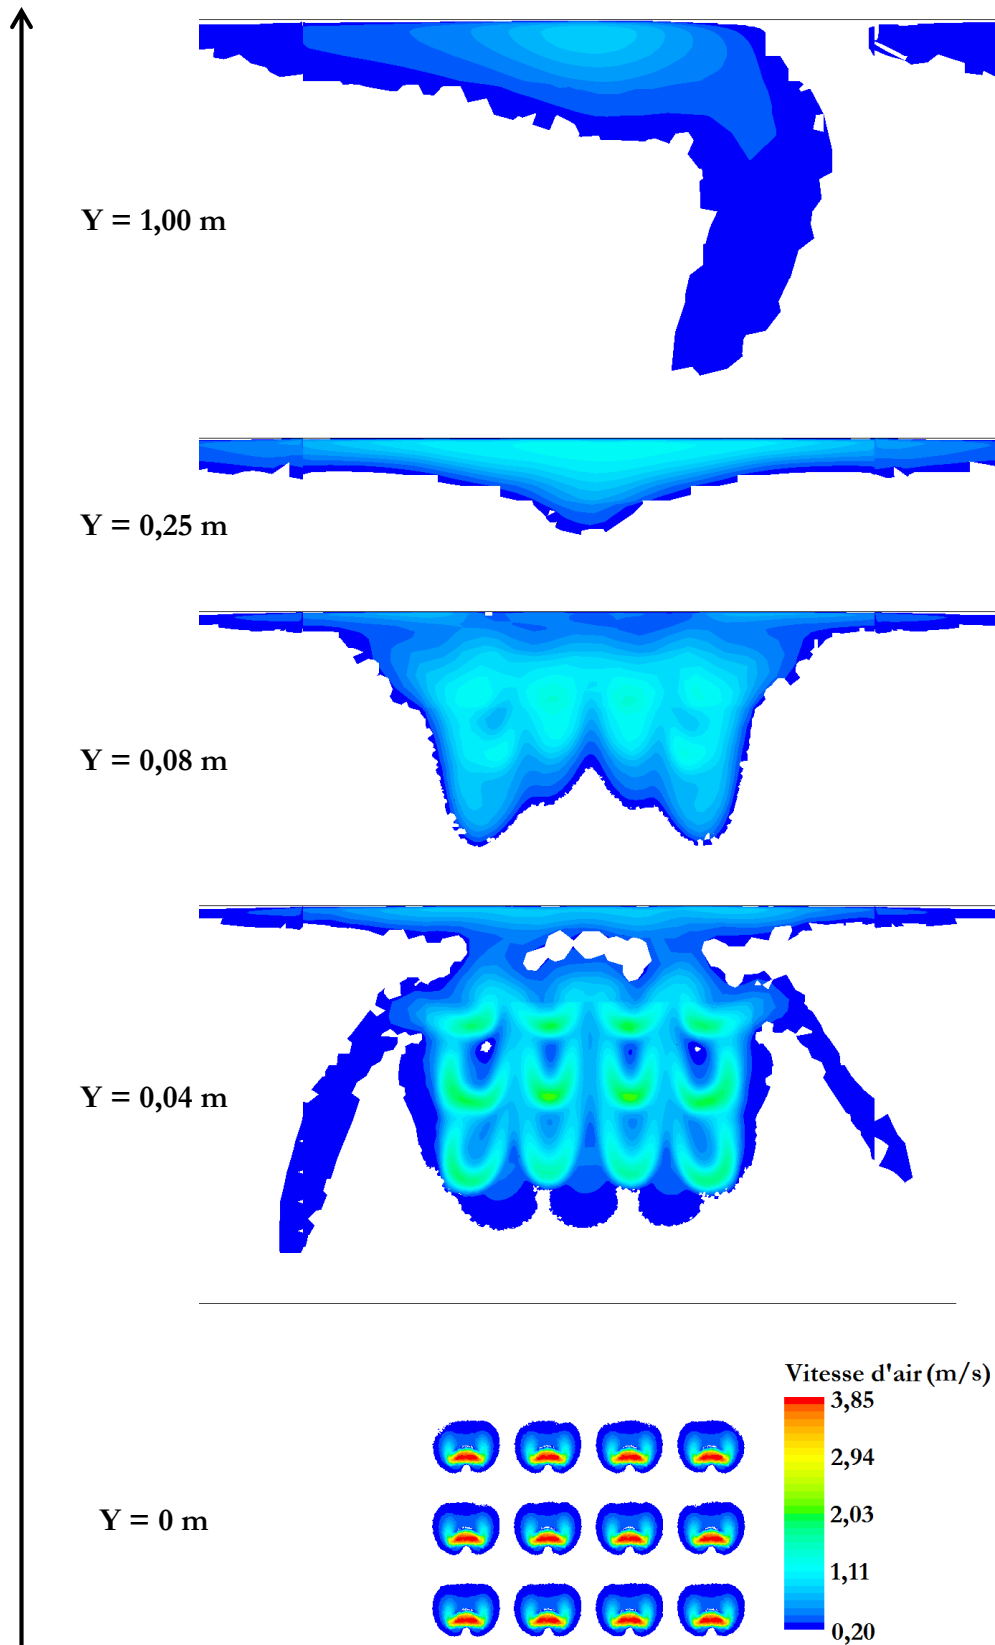 Y = 1,00 m
Y = 0,25 m
Y = 0,08 m
Y = 0,04 m
Vitesse d'air (m/s)
3,85
2,94
2,03
1,11
0,20
Y = 0 m